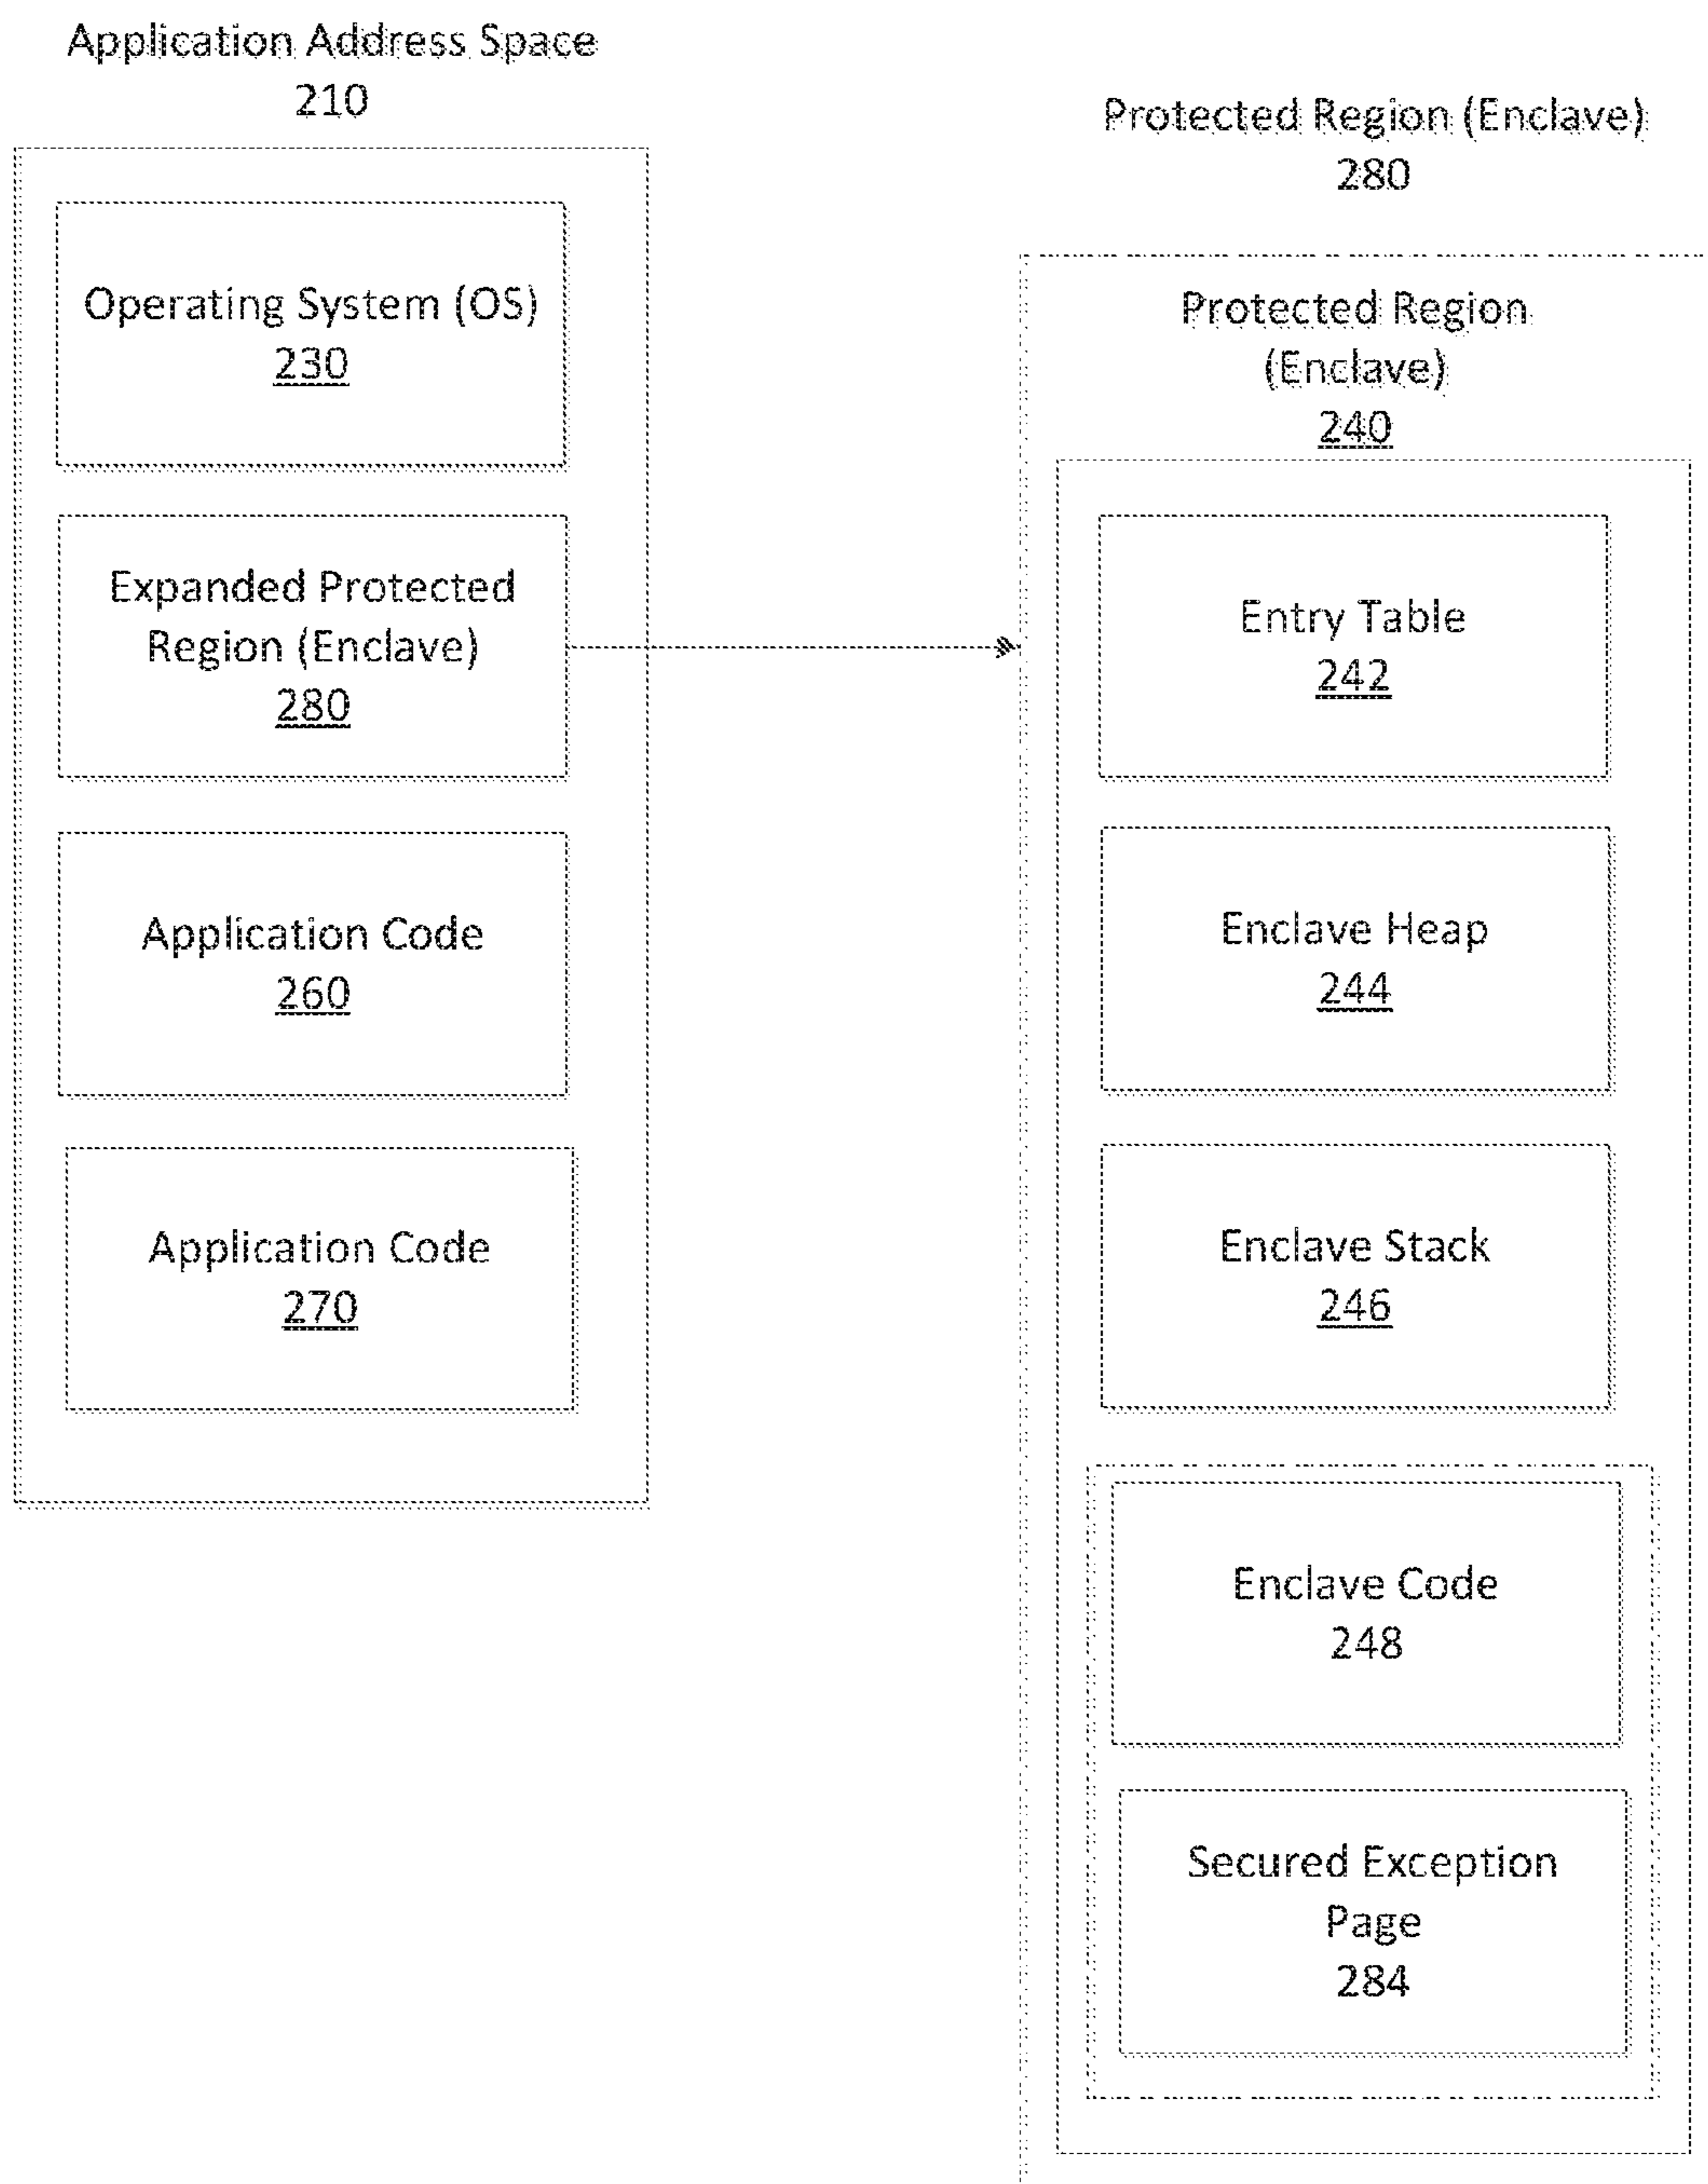 Application Address Space
210
Operating System (OS)
230
Expanded Protected
Region (Enclave)
280
Application Code
260
Application Code
270
Protected Region (Enclave)
280
Protected Region
(Enclave)
240
Entry Table
242
Enclave Heap
244
Enclave Stack
246
Enclave Code
248
Secured Exception
Page
284